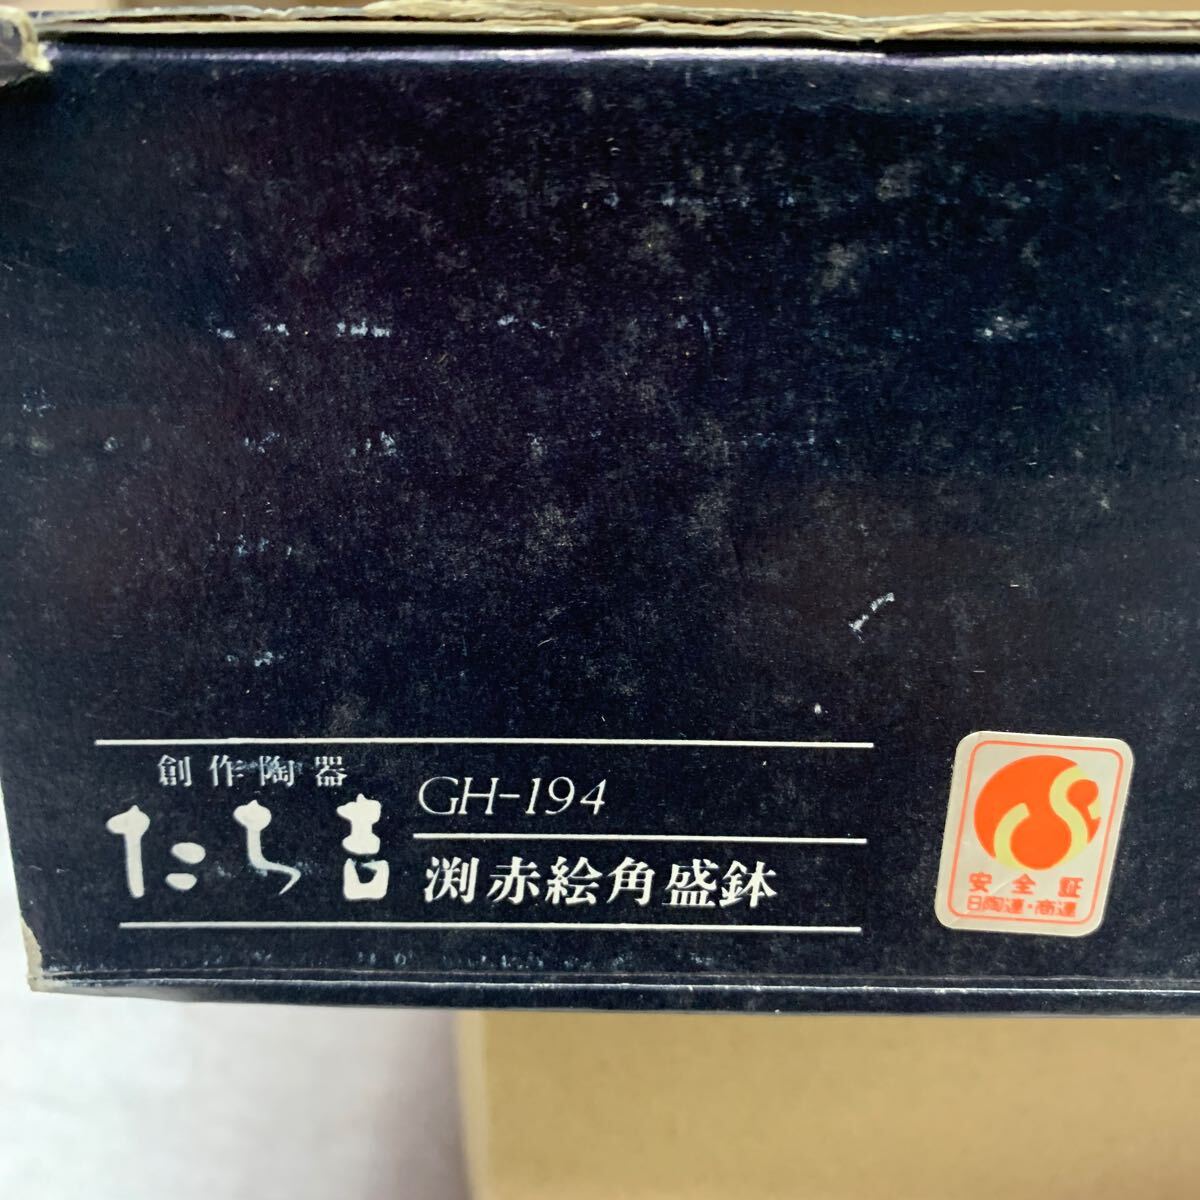 創作陶器
たち吉
GH-194
渕赤絵角盛鉢
安全証
日陶連・商連